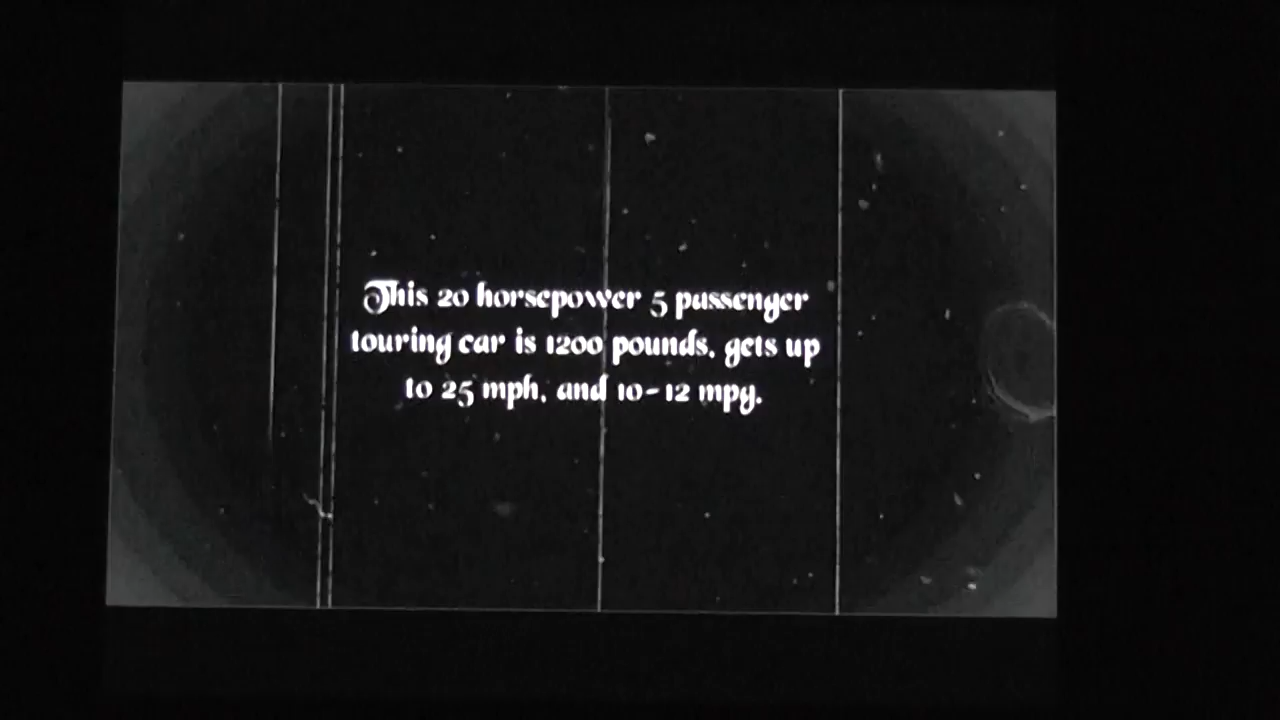 This 20 horsepower 5 passenger
touring car is 1200 pounds, gets up
to 25 mph, and 10-12 mpg.